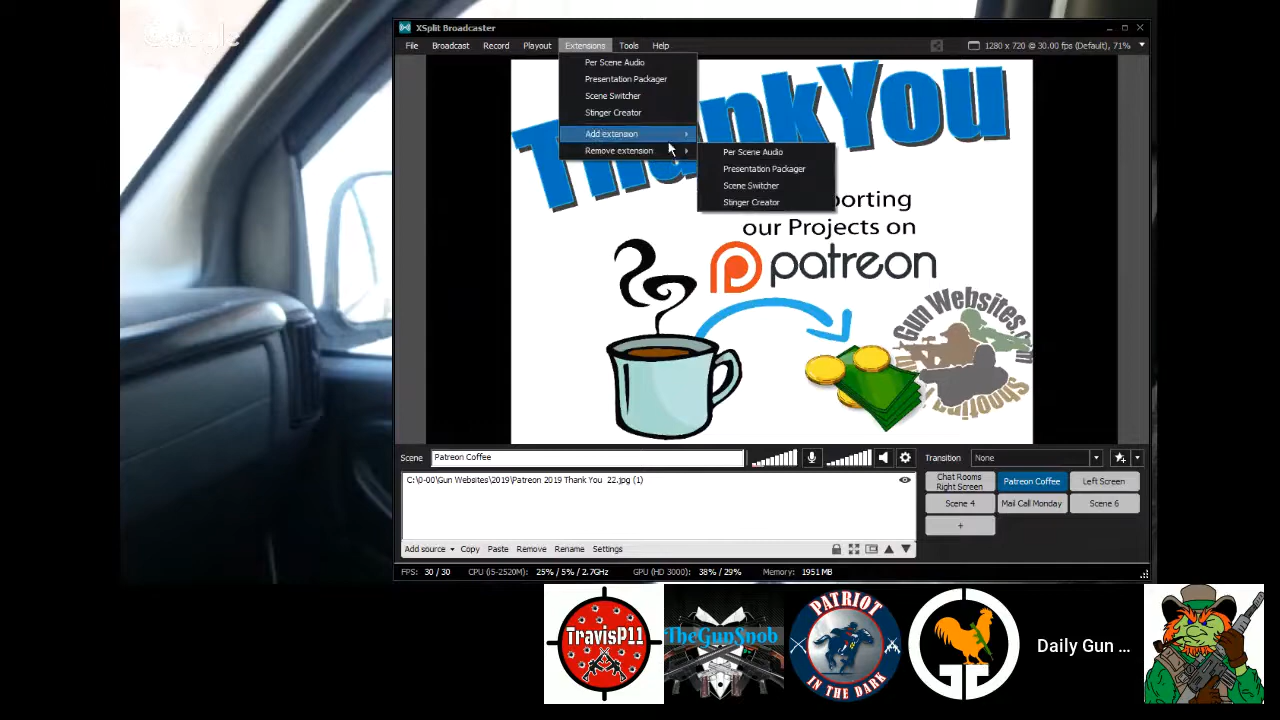 Google
XSplit Broadcaster
File Broadcast Record Playout Extensions Tools Help
1280 x 720 @ 30.00 fps (Default), 71%
Per Scene Audio
Presentation Packager
Scene Switcher
Stinger Creator
Add extension
Remove extension
Per Scene Audio
Presentation Packager
Scene Switcher
Stinger Creator
ThankYou
porting
our Projects on
patreon
Gun Websites.com
Shooting
Scene Patreon Coffee
Transition None
C:\0-00\Gun Websites\2019\Patreon 2019 Thank You 22.jpg (1)
Chat Rooms
Right Screen
Patreon Coffee
Left Screen
Scene 4
Mail Call Monday
Scene 6
+
Add source Copy Paste Remove Rename Settings
FPS: 30 / 30 CPU (i5-2520M): 25% / 5% / 2.7GHz GPU (HD 3000): 38% / 29% Memory: 1951 MB
TravisP11
TheGunSnob
PATRIOT
IN THE DARK
GG
Daily Gun ...